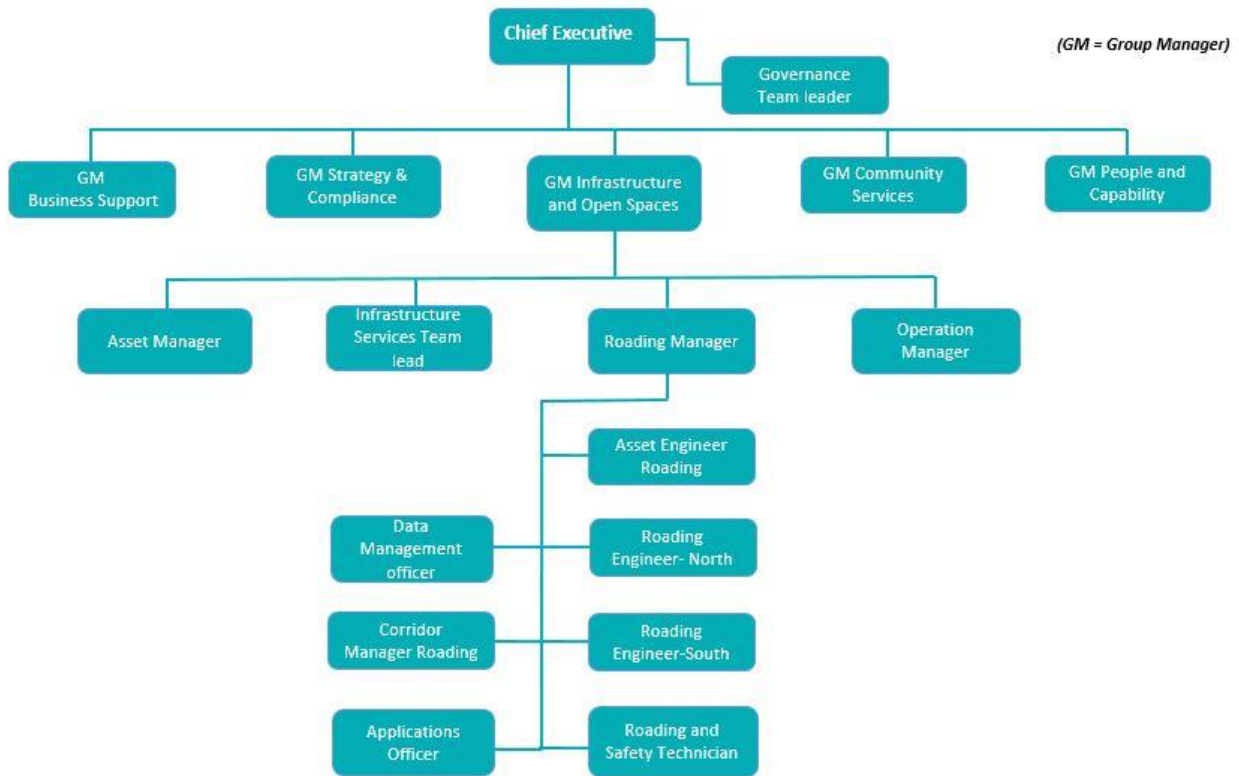 Chief Executive
(GM = Group Manager)
Governance
Team leader
GM
Business Support
GM Strategy &
Compliance
GM Infrastructure
and Open Spaces
GM Community
Services
GM People and
Capability
Asset Manager
Infrastructure
Services Team
lead
Roading Manager
Operation
Manager
Asset Engineer
Roading
Data
Management
officer
Roading
Engineer- North
Corridor
Manager Roading
Roading
Engineer-South
Applications
Officer
Roading and
Safety Technician